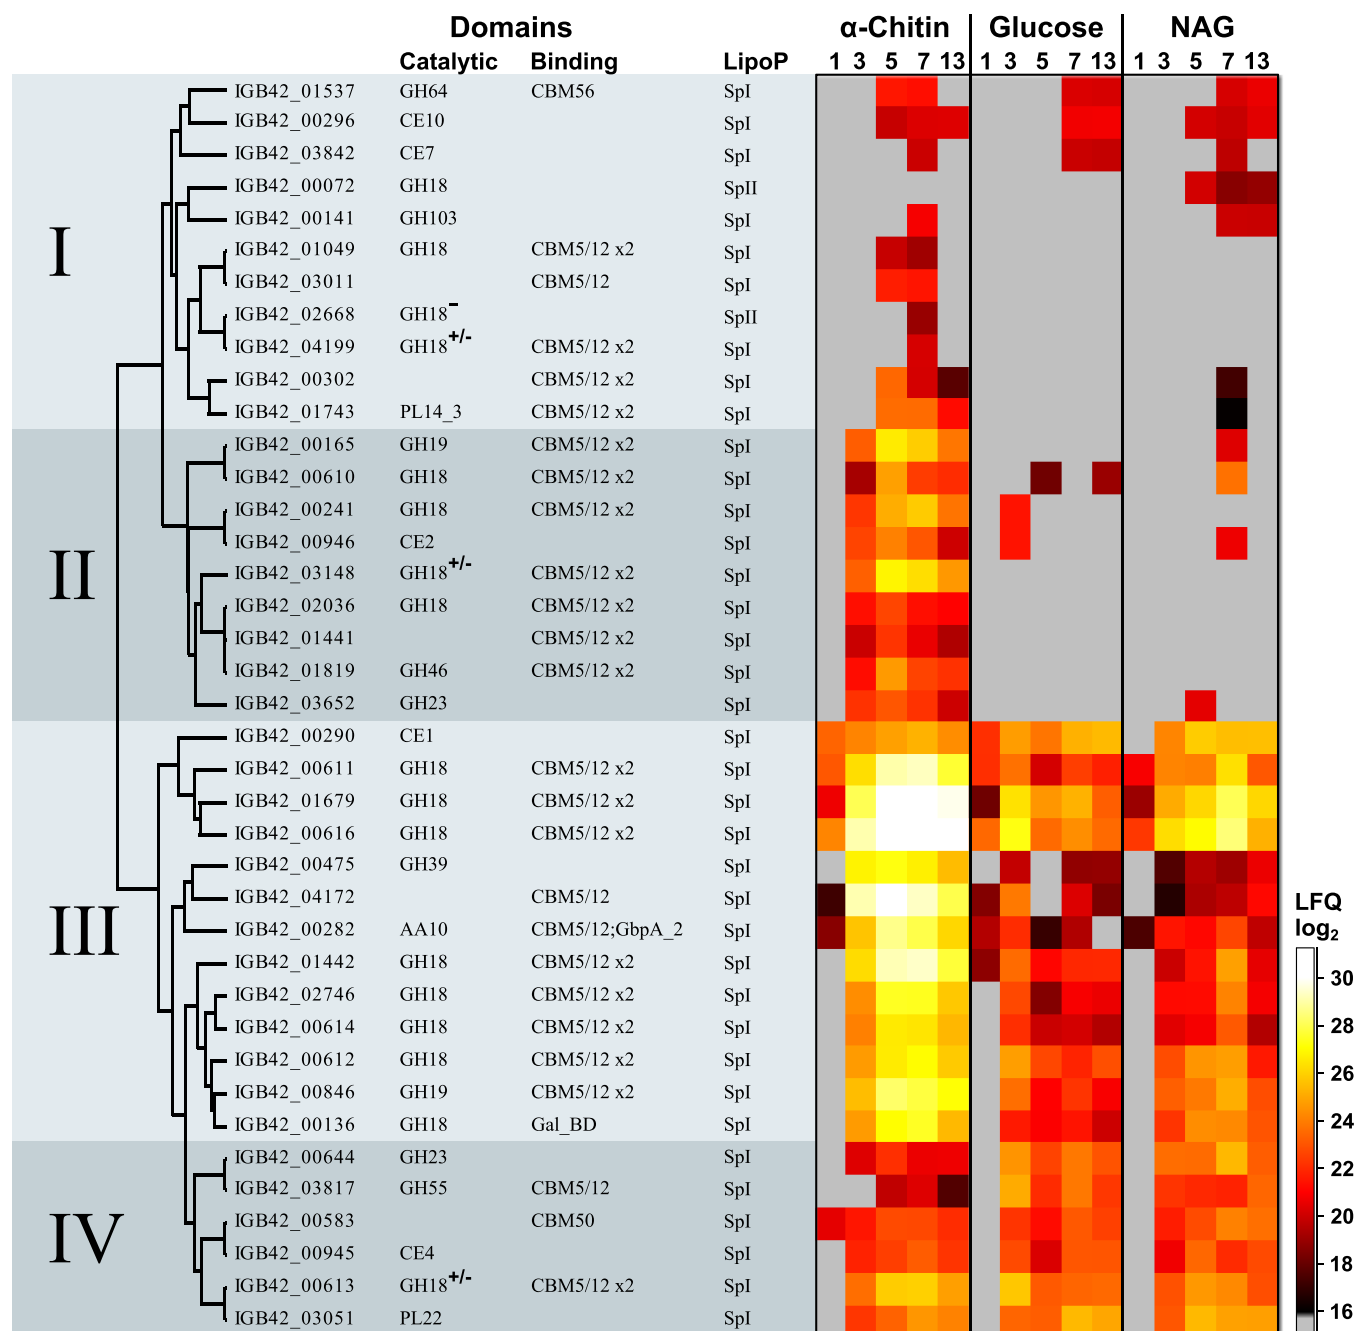 Domains α-Chitin Glucose NAG
Catalytic Binding LipoP 1 3 5 7 13 1 3 5 7 13 1 3 5 7 13
I
IGB42_01537 GH64 CBM56 SpI
IGB42_00296 CE10 SpI
IGB42_03842 CE7 SpI
IGB42_00072 GH18 SpII
IGB42_00141 GH103 SpI
IGB42_01049 GH18 CBM5/12 x2 SpI
IGB42_03011 CBM5/12 SpI
IGB42_02668 GH18⁻ SpII
IGB42_04199 GH18+/- CBM5/12 x2 SpI
IGB42_00302 CBM5/12 x2 SpI
IGB42_01743 PL14_3 CBM5/12 x2 SpI
II
IGB42_00165 GH19 CBM5/12 x2 SpI
IGB42_00610 GH18 CBM5/12 x2 SpI
IGB42_00241 GH18 CBM5/12 x2 SpI
IGB42_00946 CE2 SpI
IGB42_03148 GH18+/- CBM5/12 x2 SpI
IGB42_02036 GH18 CBM5/12 x2 SpI
IGB42_01441 CBM5/12 x2 SpI
IGB42_01819 GH46 CBM5/12 x2 SpI
IGB42_03652 GH23 SpI
III
IGB42_00290 CE1 SpI
IGB42_00611 GH18 CBM5/12 x2 SpI
IGB42_01679 GH18 CBM5/12 x2 SpI
IGB42_00616 GH18 CBM5/12 x2 SpI
IGB42_00475 GH39 SpI
IGB42_04172 CBM5/12 SpI
IGB42_00282 AA10 CBM5/12;GbpA_2 SpI
IGB42_01442 GH18 CBM5/12 x2 SpI
IGB42_02746 GH18 CBM5/12 x2 SpI
IGB42_00614 GH18 CBM5/12 x2 SpI
IGB42_00612 GH18 CBM5/12 x2 SpI
IGB42_00846 GH19 CBM5/12 x2 SpI
IGB42_00136 GH18 Gal_BD SpI
IV
IGB42_00644 GH23 SpI
IGB42_03817 GH55 CBM5/12 SpI
IGB42_00583 CBM50 SpI
IGB42_00945 CE4 SpI
IGB42_00613 GH18+/- CBM5/12 x2 SpI
IGB42_03051 PL22 SpI
LFQ
log₂
30
28
26
24
22
20
18
16